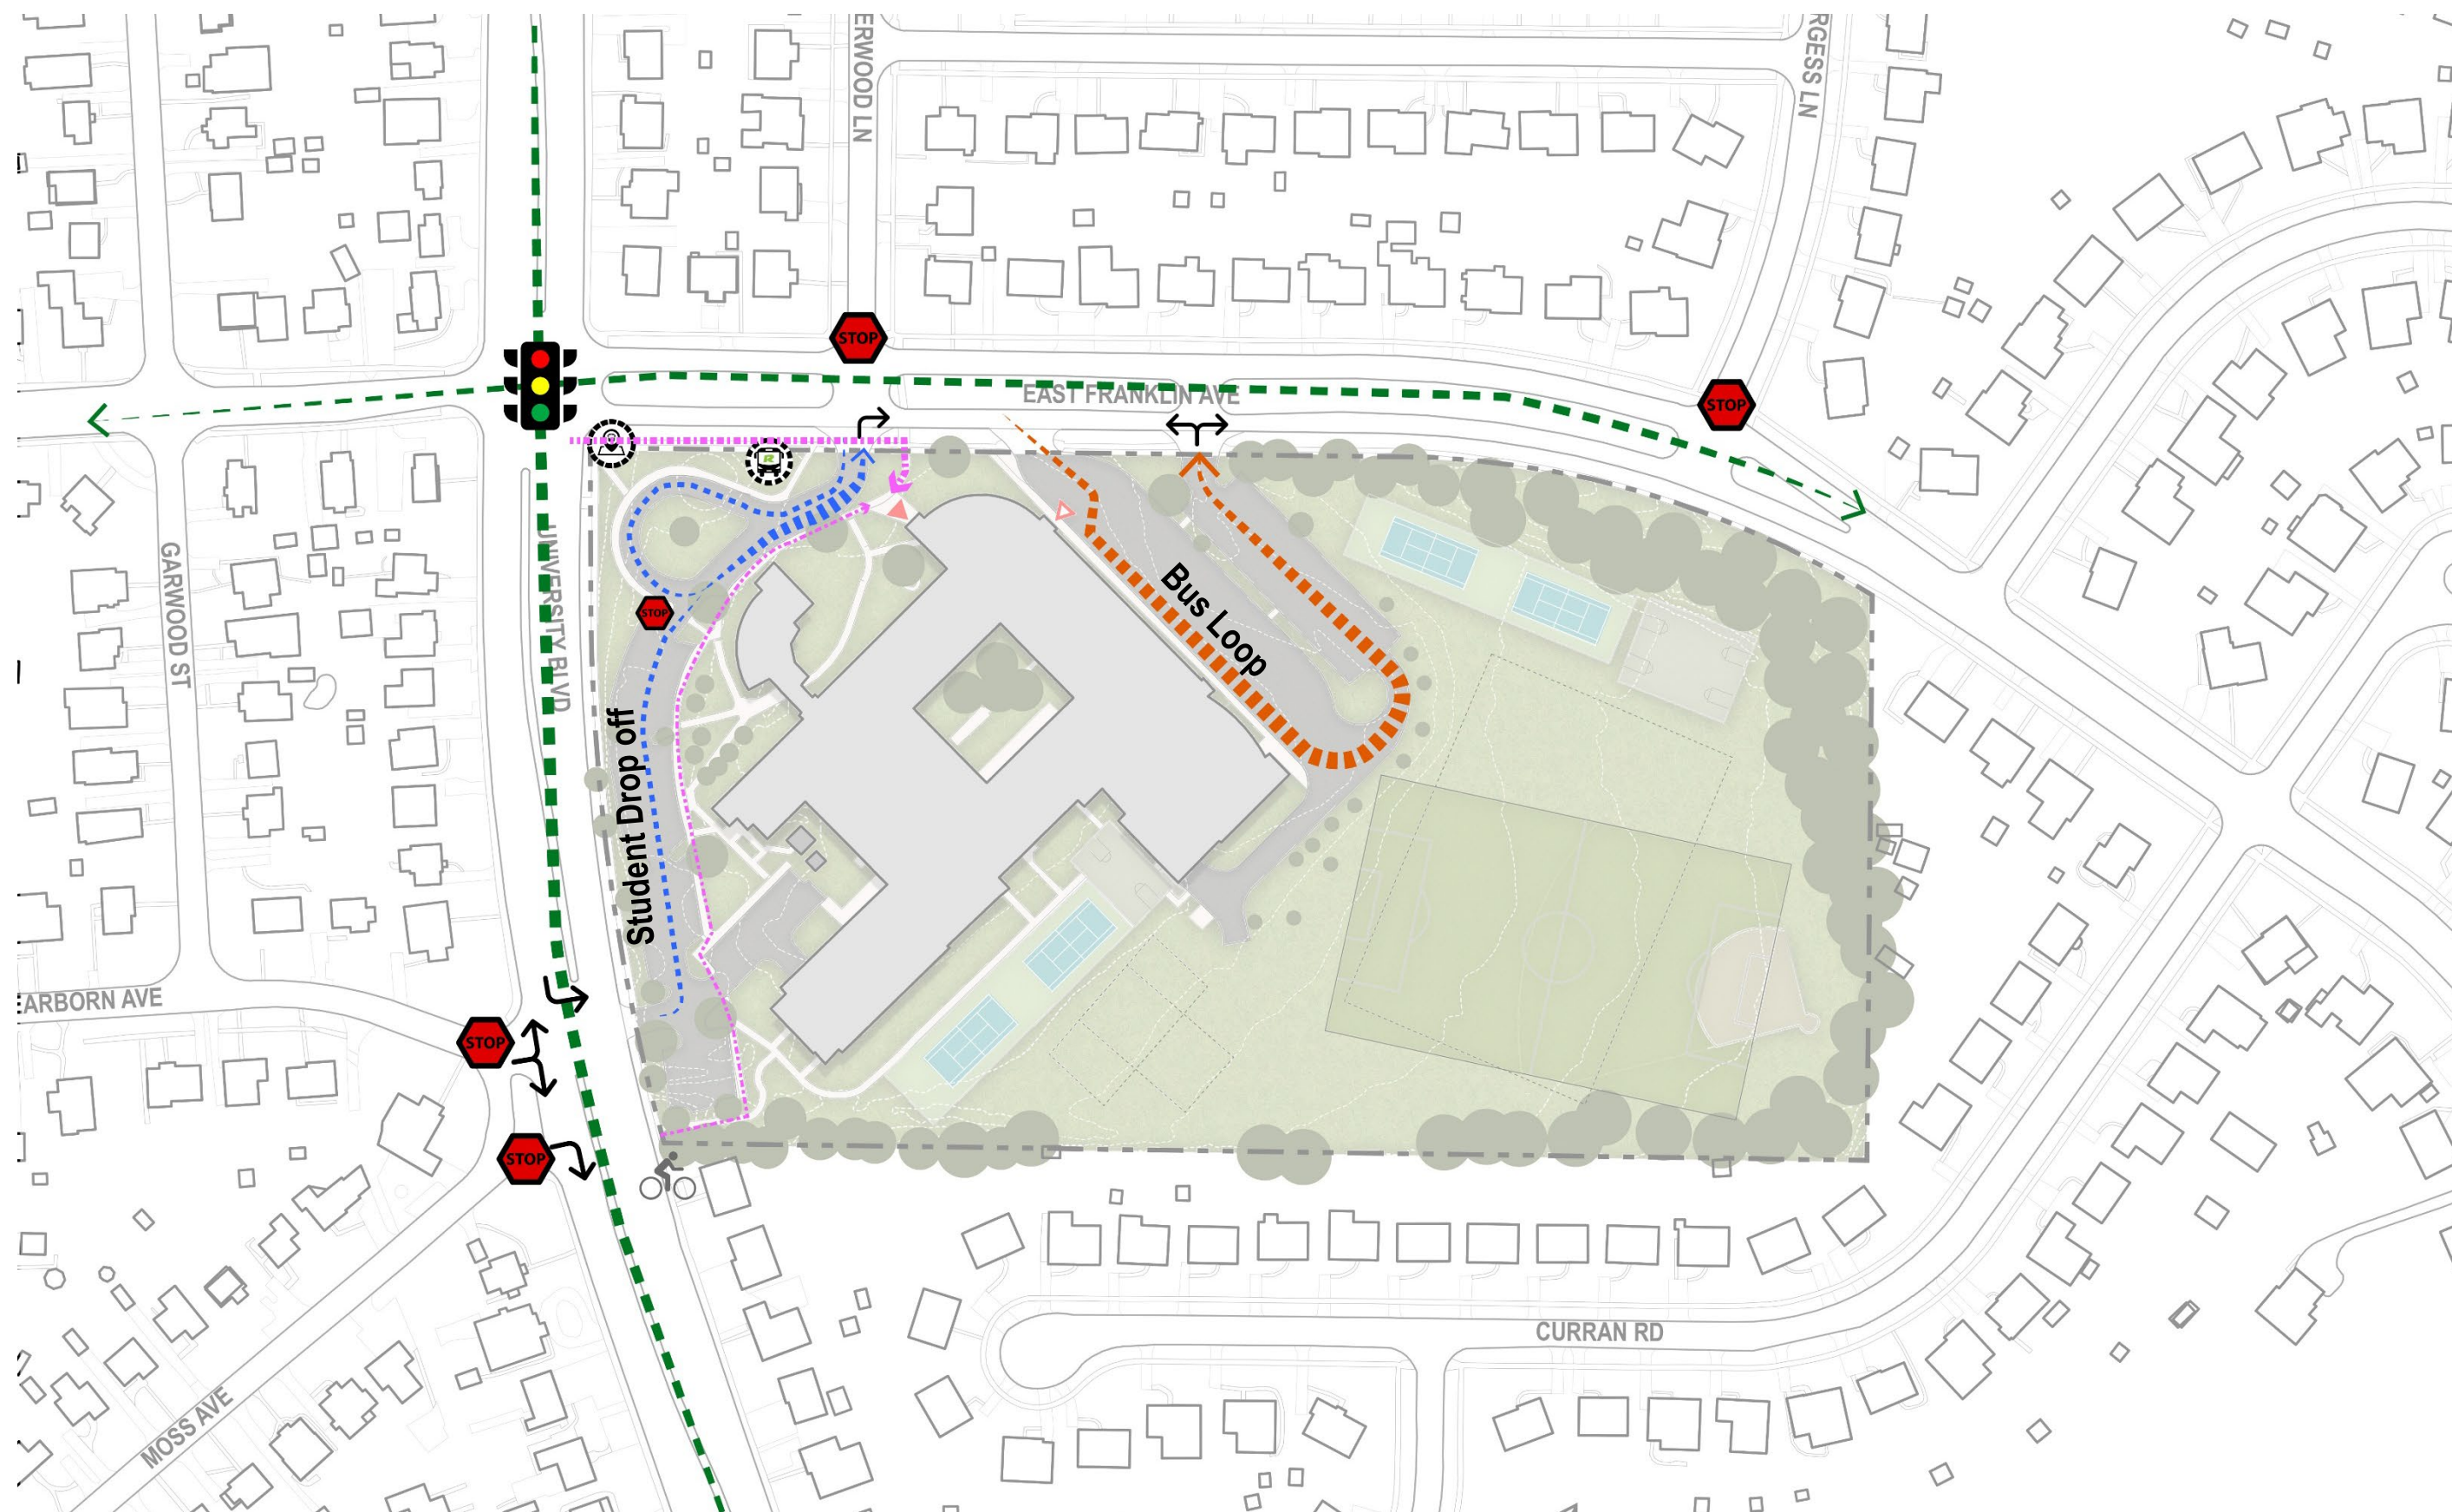 ERWOOD LN
RGESS LN
STOP
EAST FRANKLIN AVE
STOP
R
GARWOOD ST
UNIVERSITY BLVD
STOP
Bus Loop
Student Drop off
EARBORN AVE
STOP
STOP
CURRAN RD
MOSS AVE